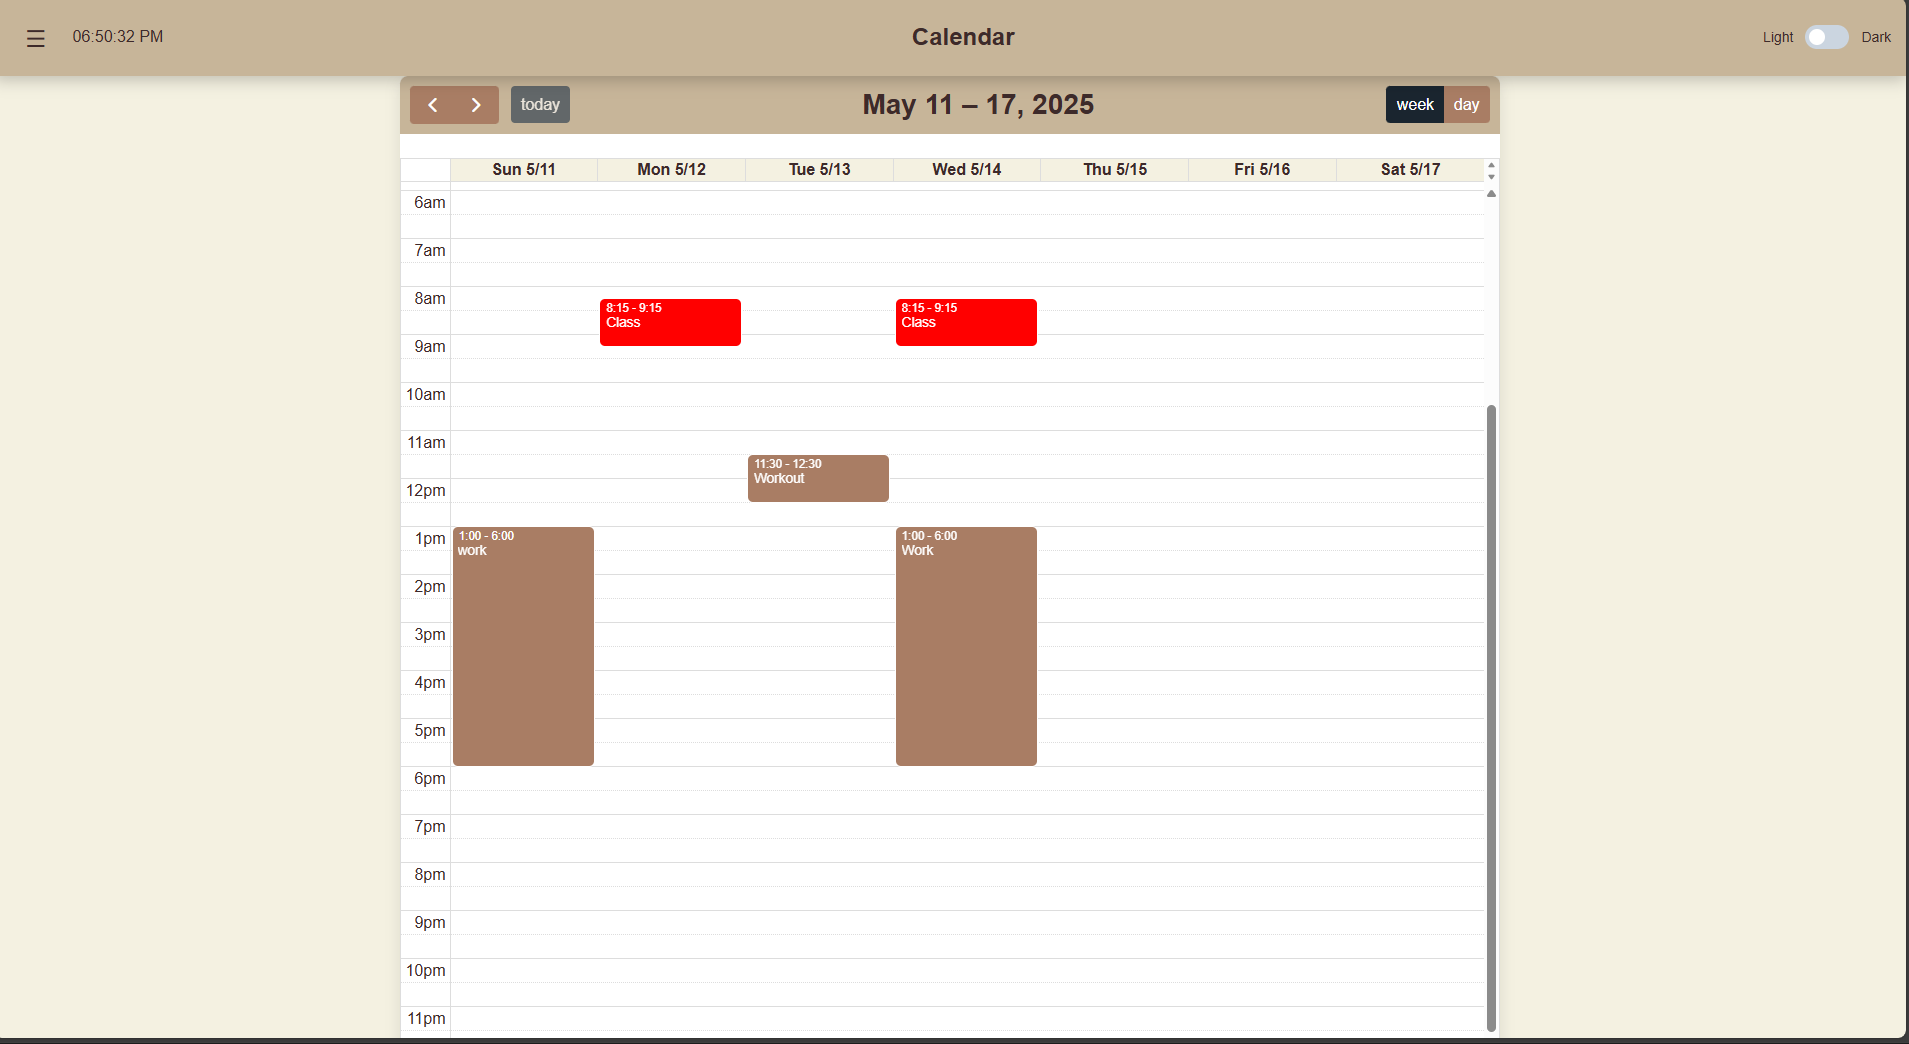 ☰ 06:50:32 PM Calendar Light Dark
today May 11 – 17, 2025 week day
Sun 5/11 Mon 5/12 Tue 5/13 Wed 5/14 Thu 5/15 Fri 5/16 Sat 5/17
6am
7am
8am
8:15 - 9:15 8:15 - 9:15
Class Class
9am
10am
11am
11:30 - 12:30
Workout
12pm
1:00 - 6:00 1:00 - 6:00
1pm
work Work
2pm
3pm
4pm
5pm
6pm
7pm
8pm
9pm
10pm
11pm